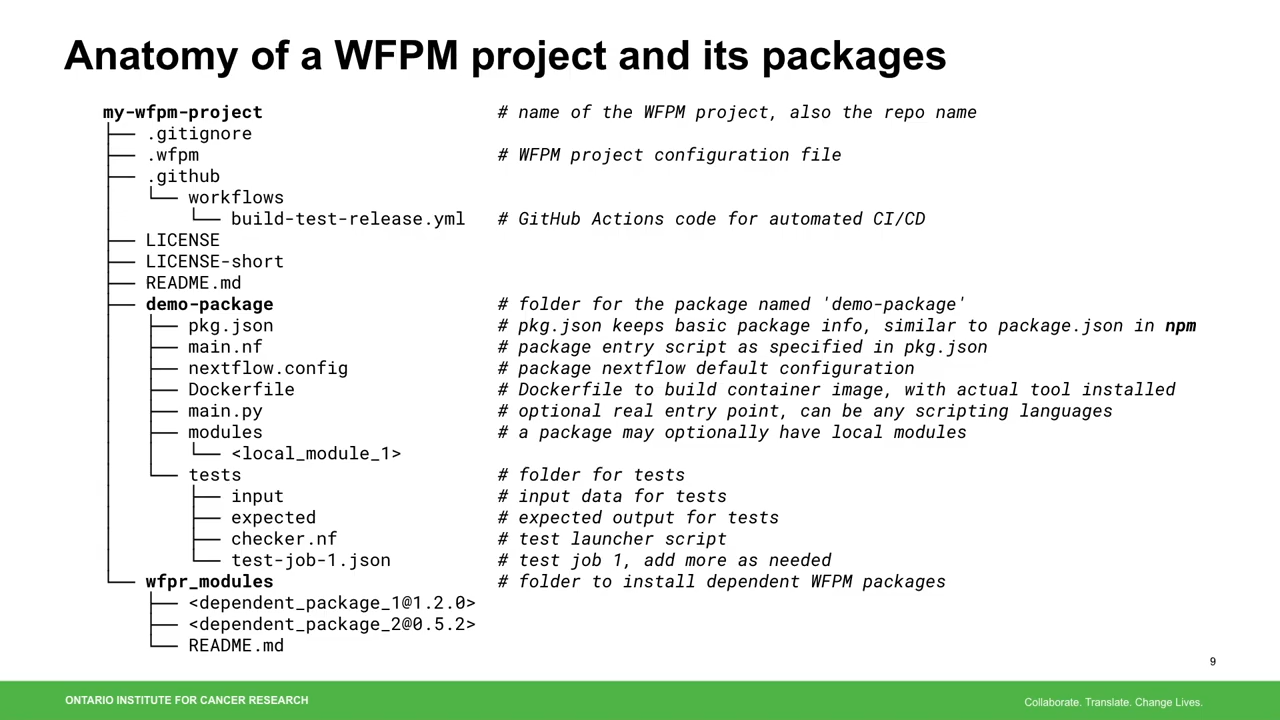 Anatomy of a WFPM project and its packages
my-wfpm-project # name of the WFPM project, also the repo name
├── .gitignore
├── .wfpm # WFPM project configuration file
├── .github
│   └── workflows
│       └── build-test-release.yml # GitHub Actions code for automated CI/CD
├── LICENSE
├── LICENSE-short
├── README.md
├── demo-package # folder for the package named 'demo-package'
│   ├── pkg.json # pkg.json keeps basic package info, similar to package.json in npm
│   ├── main.nf # package entry script as specified in pkg.json
│   ├── nextflow.config # package nextflow default configuration
│   ├── Dockerfile # Dockerfile to build container image, with actual tool installed
│   ├── main.py # optional real entry point, can be any scripting languages
│   ├── modules # a package may optionally have local modules
│   │   └── <local_module_1>
│   └── tests # folder for tests
│       ├── input # input data for tests
│       ├── expected # expected output for tests
│       ├── checker.nf # test launcher script
│       └── test-job-1.json # test job 1, add more as needed
└── wfpr_modules # folder to install dependent WFPM packages
    ├── <dependent_package_1@1.2.0>
    ├── <dependent_package_2@0.5.2>
    └── README.md
9
ONTARIO INSTITUTE FOR CANCER RESEARCH
Collaborate. Translate. Change Lives.